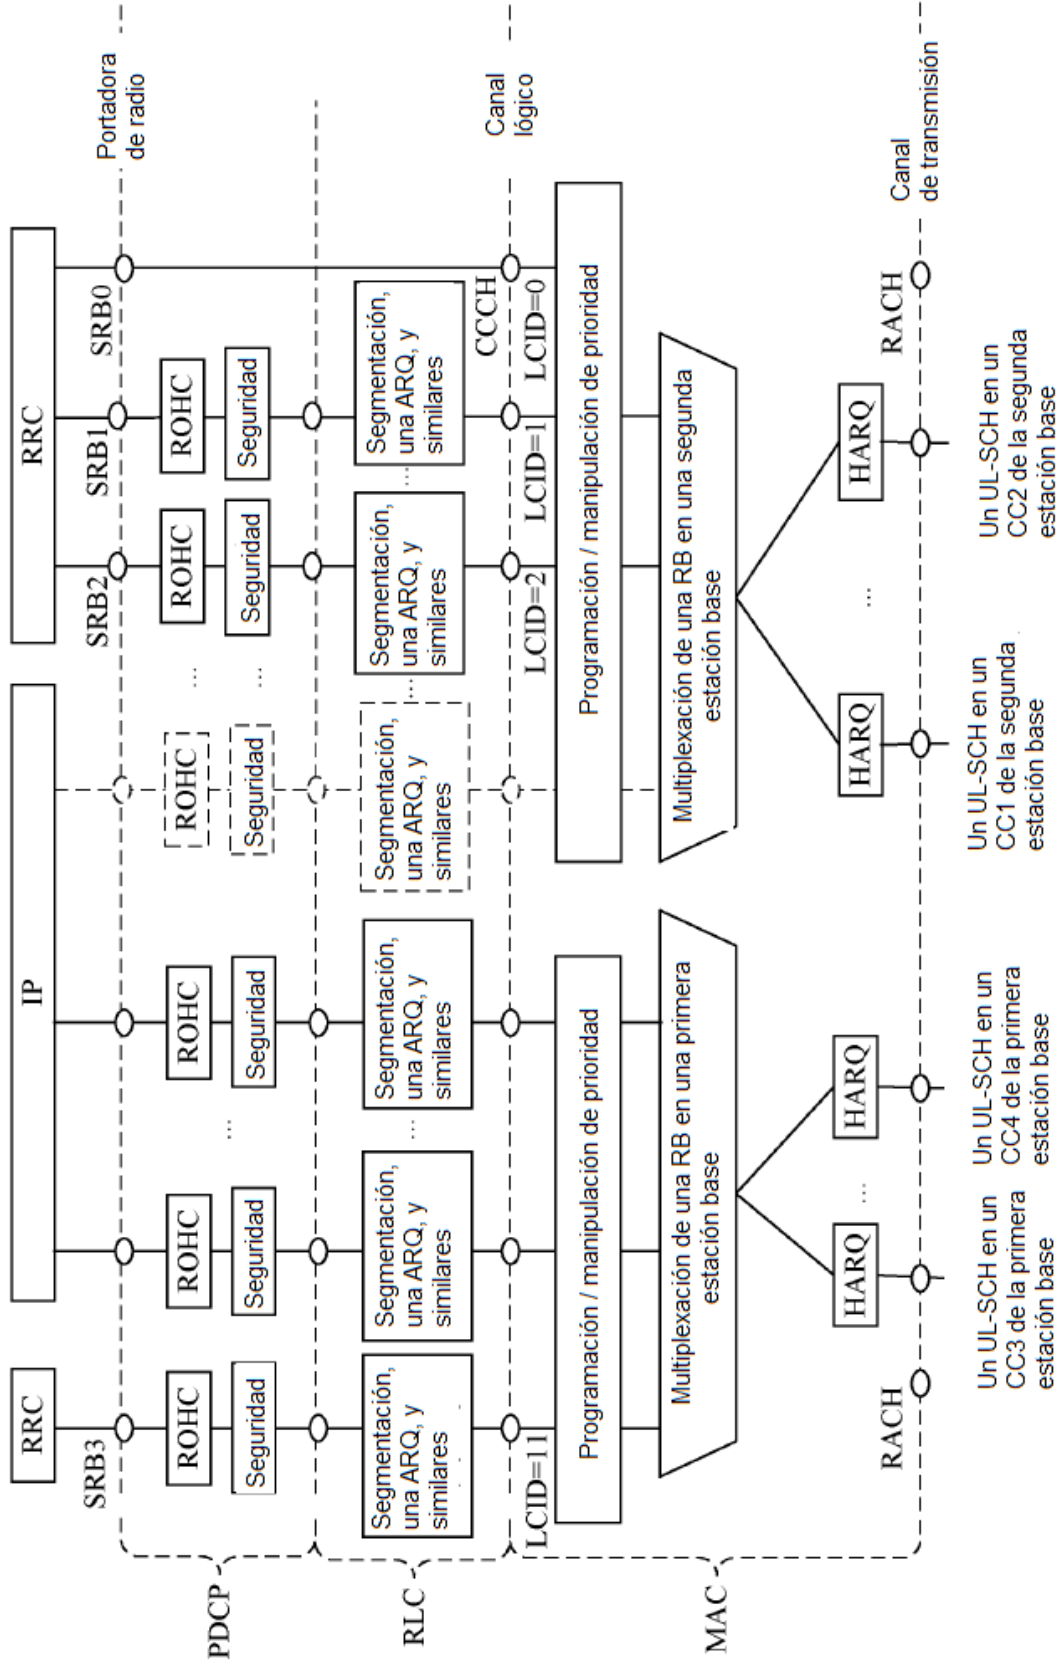 RRC
IP
RRC
SRB3
SRB2
SRB1
SRB0
Portadora
de radio
PDCP
ROHC
ROHC
...
ROHC
ROHC
...
ROHC
ROHC
Seguridad
Seguridad
Seguridad
Seguridad
...
Seguridad
Seguridad
RLC
Segmentación,
una ARQ, y
similares
Segmentación,
una ARQ, y
similares
...
Segmentación,
una ARQ, y
similares
Segmentación,
una ARQ, y
similares
...
Segmentación,
una ARQ, y
similares
...
Segmentación,
una ARQ, y
similares
CCCH
Canal
lógico
LCID=11
LCID=2
LCID=1
LCID=0
MAC
Programación / manipulación de prioridad
Programación / manipulación de prioridad
Multiplexación de una RB en una primera
estación base
Multiplexación de una RB en una segunda
estación base
HARQ
...
HARQ
HARQ
...
HARQ
RACH
RACH
Canal
de transmisión
Un UL-SCH en un
CC3 de la primera
estación base
Un UL-SCH en un
CC4 de la primera
estación base
Un UL-SCH en un
CC1 de la segunda
estación base
Un UL-SCH en un
CC2 de la segunda
estación base